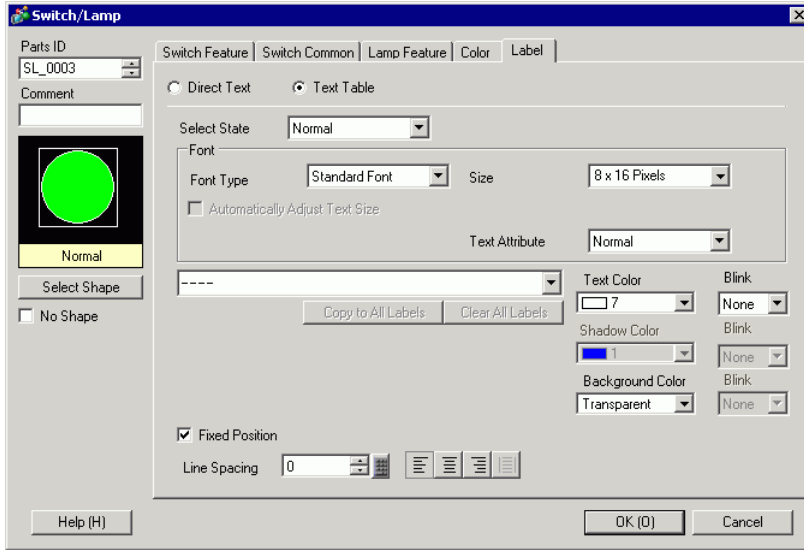 Switch/Lamp
Parts ID
SL_0003
Comment
Normal
Select Shape
No Shape
Switch Feature Switch Common Lamp Feature Color Label
Direct Text Text Table
Select State Normal
Font
Font Type Standard Font Size 8 x 16 Pixels
Automatically Adjust Text Size
Text Attribute Normal
----
Copy to All Labels Clear All Labels
Text Color Blink
7 None
Shadow Color Blink
1 None
Background Color Blink
Transparent None
Fixed Position
Line Spacing 0
Help (H) OK (O) Cancel